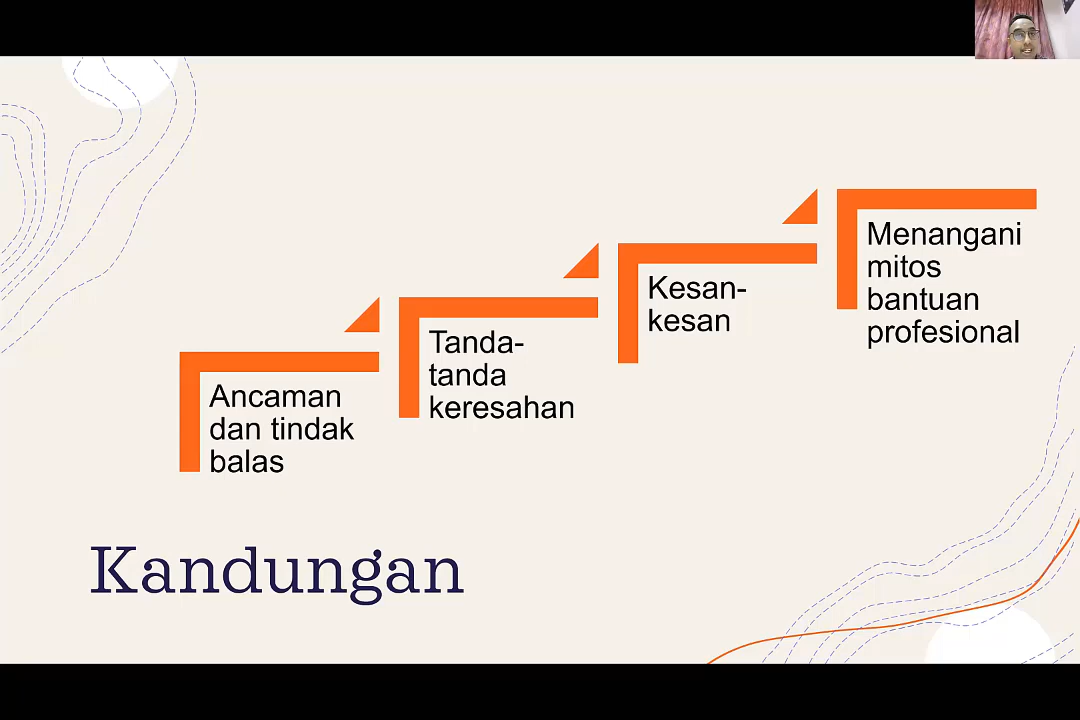 Ancaman
dan tindak
balas
Tanda-
tanda
keresahan
Kesan-
kesan
Menangani
mitos
bantuan
profesional
Kandungan